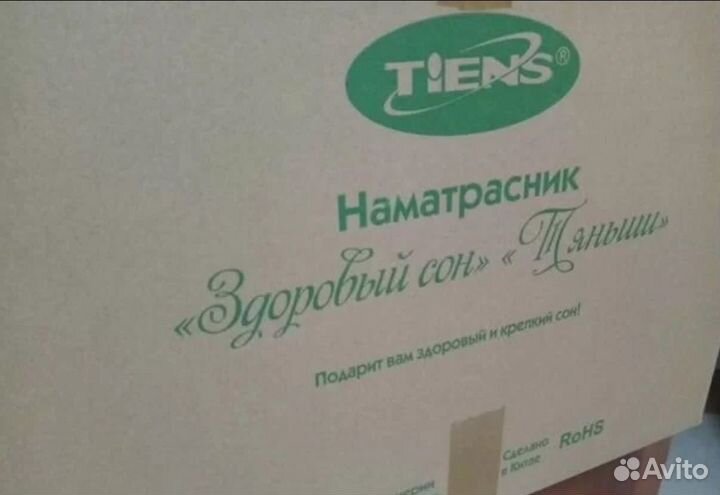 TIENS®
Наматрасник
«Здоровый сон» «Тяньши»
Подарит вам здоровый и крепкий сон!
Сделано
в Китае
RoHS
Avito